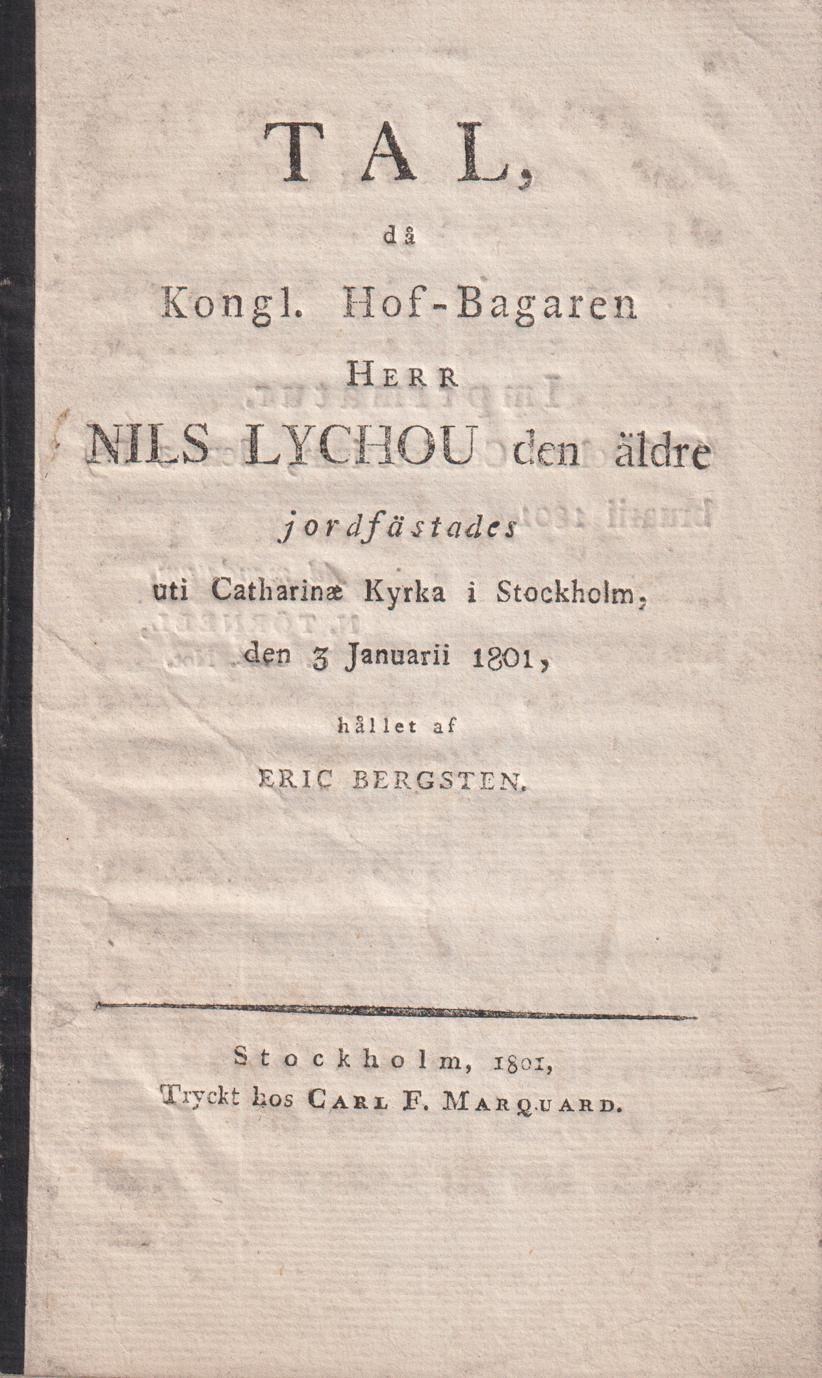 TAL,
då
Kongl. Hof-Bagaren
HERR
NILS LYCHOU den äldre
jordfästades
uti Catharinæ Kyrka i Stockholm,
den 3 Januarii 1801,
hållet af
ERIC BERGSTEN.
Stockholm, 1801,
Tryckt hos CARL F. MARQUARD.